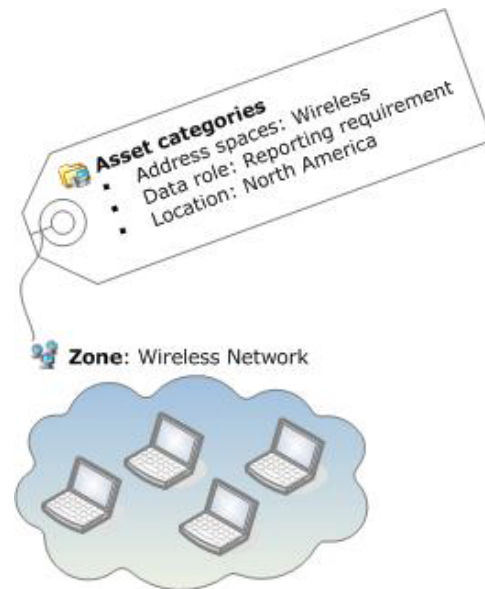 Asset categories
▪ Address spaces: Wireless
▪ Data role: Reporting requirement
▪ Location: North America
Zone: Wireless Network